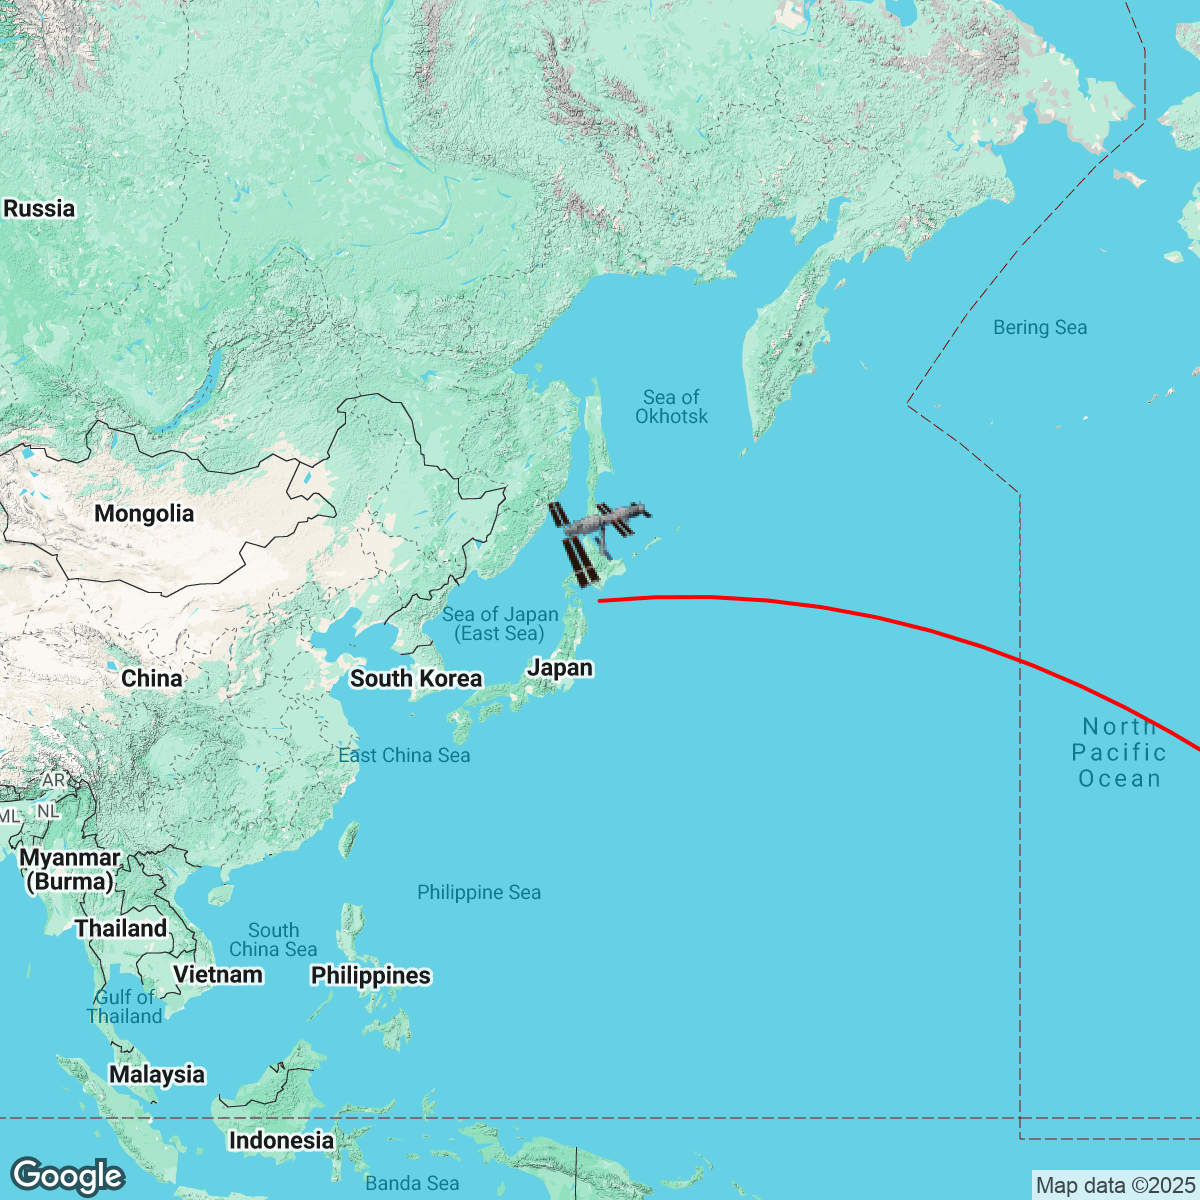 Russia
Bering Sea
Sea of
Okhotsk
Mongolia
Sea of Japan
(East Sea)
Japan
China
South Korea
North
Pacific
Ocean
East China Sea
AR
NL
ML
Myanmar
(Burma)
Philippine Sea
Thailand
South
China Sea
Vietnam
Philippines
Gulf of
Thailand
Malaysia
Indonesia
Banda Sea
Google
Map data ©2025